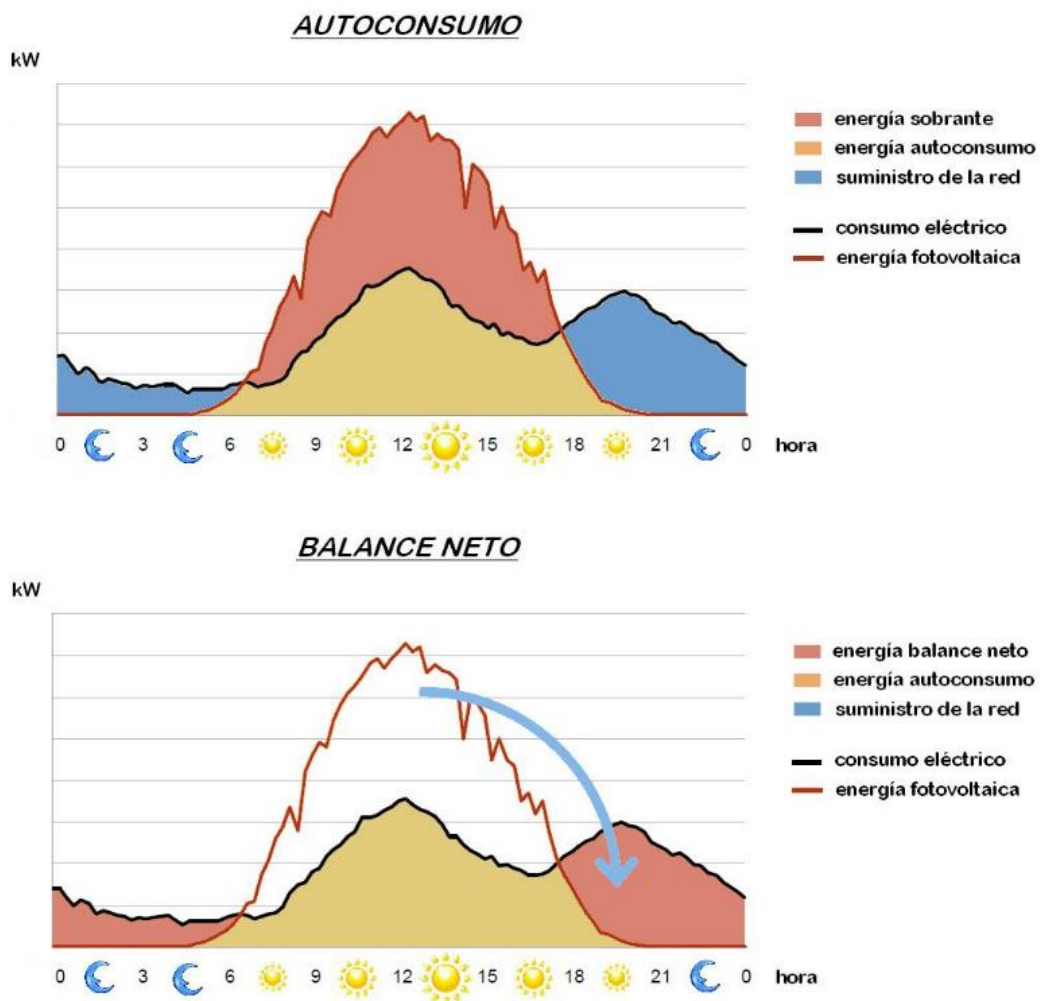 AUTOCONSUMO
kW
energía sobrante
energía autoconsumo
suministro de la red
consumo eléctrico
energía fotovoltaica
0 3 6 9 12 15 18 21 0 hora
BALANCE NETO
kW
energía balance neto
energía autoconsumo
suministro de la red
consumo eléctrico
energía fotovoltaica
0 3 6 9 12 15 18 21 0 hora